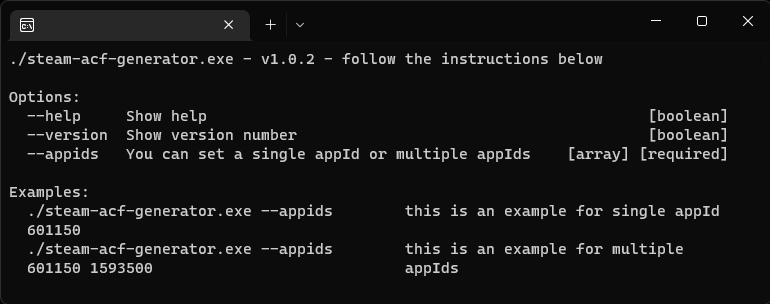 ./steam-acf-generator.exe - v1.0.2 - follow the instructions below
Options:
--help Show help [boolean]
--version Show version number [boolean]
--appids You can set a single appId or multiple appIds [array] [required]
Examples:
./steam-acf-generator.exe --appids this is an example for single appId
601150
./steam-acf-generator.exe --appids this is an example for multiple
601150 1593500 appIds